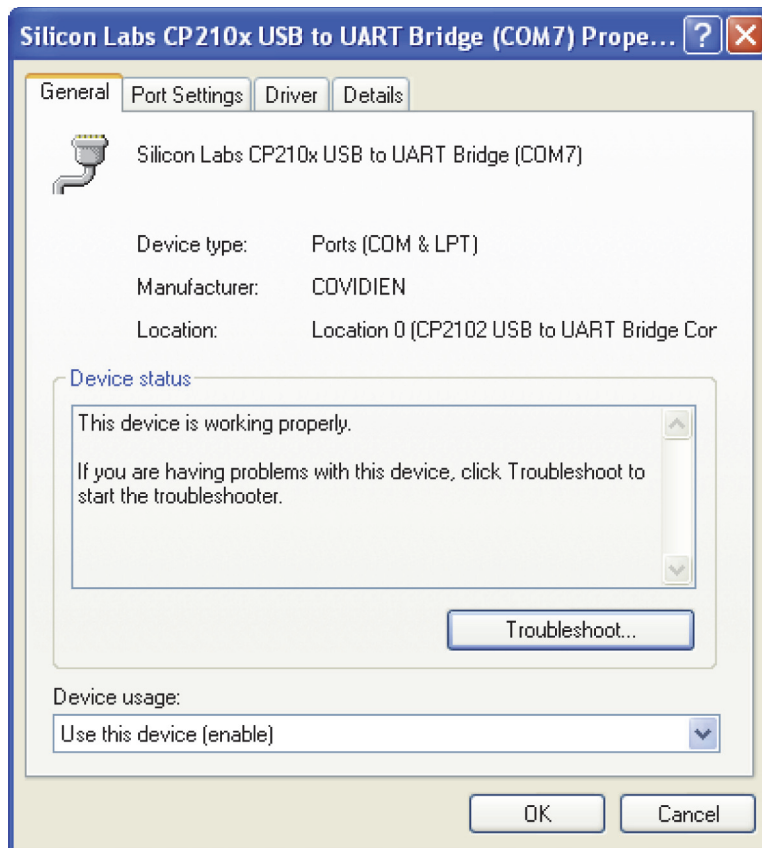 Silicon Labs CP210x USB to UART Bridge (COM7) Prope...
General Port Settings Driver Details
Silicon Labs CP210x USB to UART Bridge (COM7)
Device type: Ports (COM & LPT)
Manufacturer: COVIDIEN
Location: Location 0 (CP2102 USB to UART Bridge Cor
Device status
This device is working properly.
If you are having problems with this device, click Troubleshoot to
start the troubleshooter.
Troubleshoot...
Device usage:
Use this device (enable)
OK Cancel